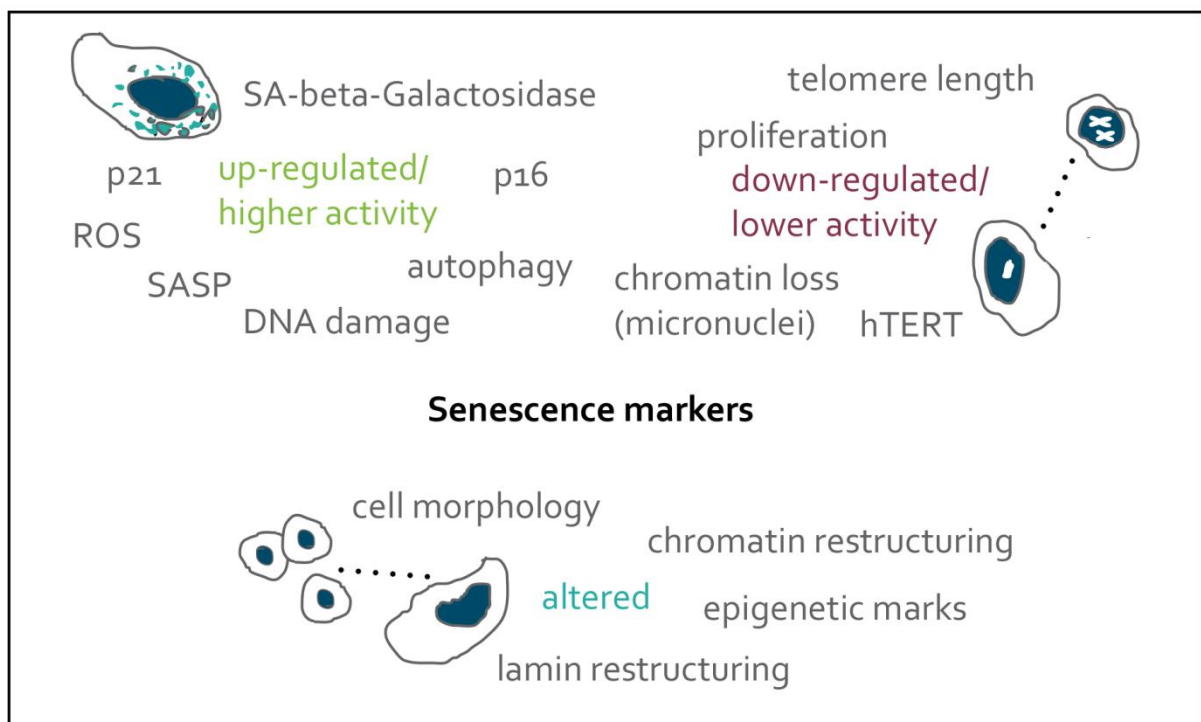 SA-beta-Galactosidase
p21
up-regulated/
higher activity
p16
ROS
SASP
autophagy
DNA damage
telomere length
proliferation
down-regulated/
lower activity
chromatin loss
(micronuclei)
hTERT
Senescence markers
cell morphology
chromatin restructuring
altered
epigenetic marks
lamin restructuring